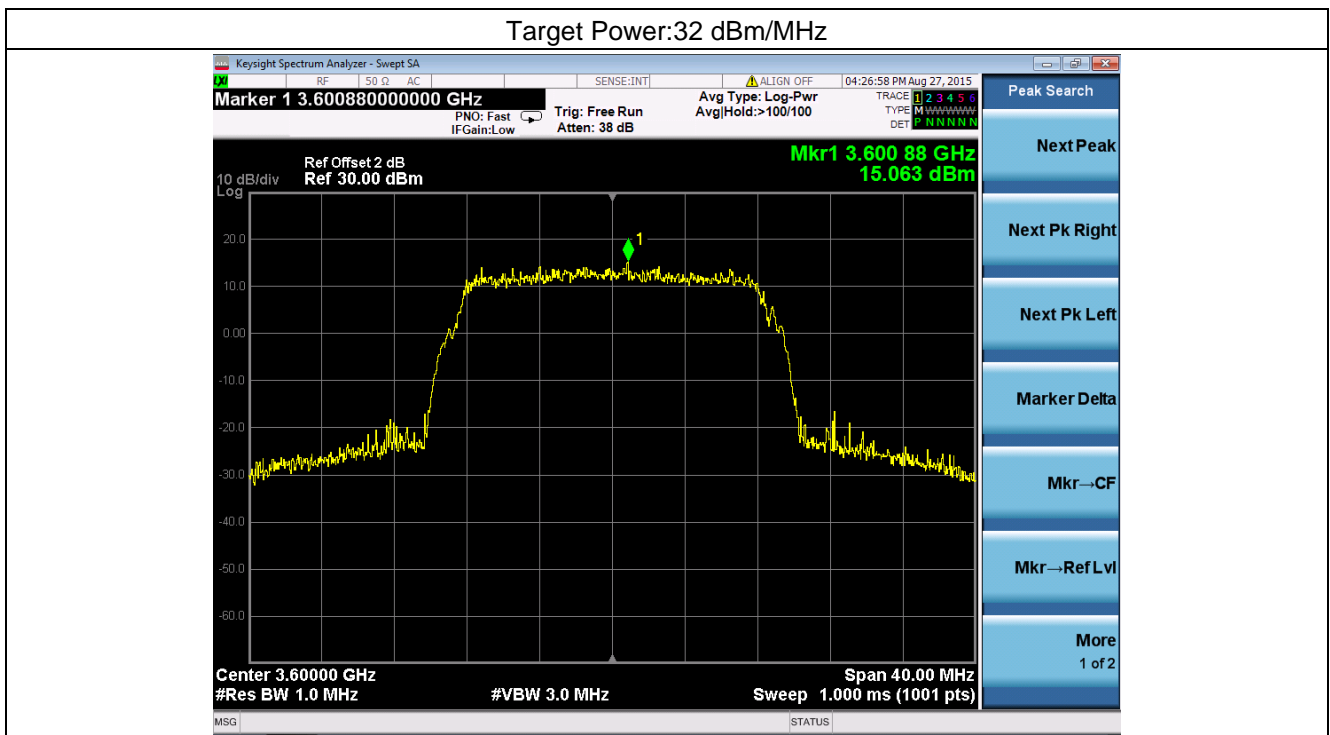 Target Power:32 dBm/MHz
Keysight Spectrum Analyzer - Swept SA
LXI RF 50 Ω AC SENSE:INT ALIGN OFF 04:26:58 PM Aug 27, 2015
Marker 1 3.600880000000 GHz
PNO: Fast
IFGain:Low
Trig: Free Run
Atten: 38 dB
Avg Type: Log-Pwr
Avg|Hold:>100/100
TRACE 1 2 3 4 5 6
TYPE M WWWWW
DET P N N N N N
Peak Search
Ref Offset 2 dB
10 dB/div Ref 30.00 dBm
Log
Mkr1 3.600 88 GHz
15.063 dBm
1
20.0
10.0
0.00
-10.0
-20.0
-30.0
-40.0
-50.0
-60.0
Center 3.60000 GHz Span 40.00 MHz
#Res BW 1.0 MHz #VBW 3.0 MHz Sweep 1.000 ms (1001 pts)
MSG STATUS
Next Peak
Next Pk Right
Next Pk Left
Marker Delta
Mkr→CF
Mkr→Ref Lvl
More
1 of 2